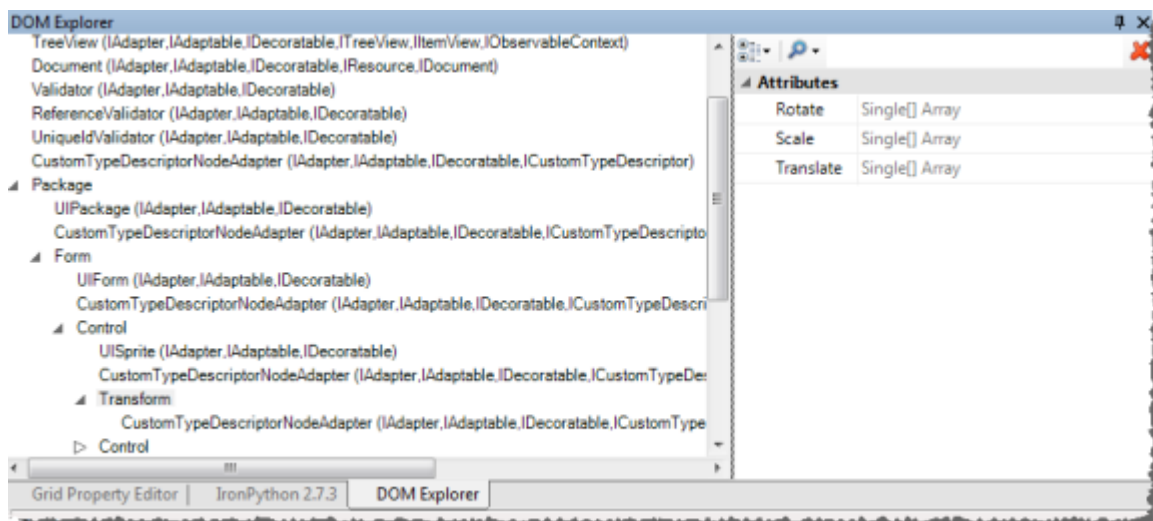 DOM Explorer
TreeView (IAdapter,IAdaptable,IDecoratable,ITreeView,IItemView,IObservableContext)
Document (IAdapter,IAdaptable,IDecoratable,IResource,IDocument)
Validator (IAdapter,IAdaptable,IDecoratable)
ReferenceValidator (IAdapter,IAdaptable,IDecoratable)
UniqueIdValidator (IAdapter,IAdaptable,IDecoratable)
CustomTypeDescriptorNodeAdapter (IAdapter,IAdaptable,IDecoratable,ICustomTypeDescriptor)
Package
UIPackage (IAdapter,IAdaptable,IDecoratable)
CustomTypeDescriptorNodeAdapter (IAdapter,IAdaptable,IDecoratable,ICustomTypeDescripto
Form
UIForm (IAdapter,IAdaptable,IDecoratable)
CustomTypeDescriptorNodeAdapter (IAdapter,IAdaptable,IDecoratable,ICustomTypeDescri
Control
UISprite (IAdapter,IAdaptable,IDecoratable)
CustomTypeDescriptorNodeAdapter (IAdapter,IAdaptable,IDecoratable,ICustomTypeDes
Transform
CustomTypeDescriptorNodeAdapter (IAdapter,IAdaptable,IDecoratable,ICustomType
Control
Attributes
Rotate Single[] Array
Scale Single[] Array
Translate Single[] Array
Grid Property Editor IronPython 2.7.3 DOM Explorer